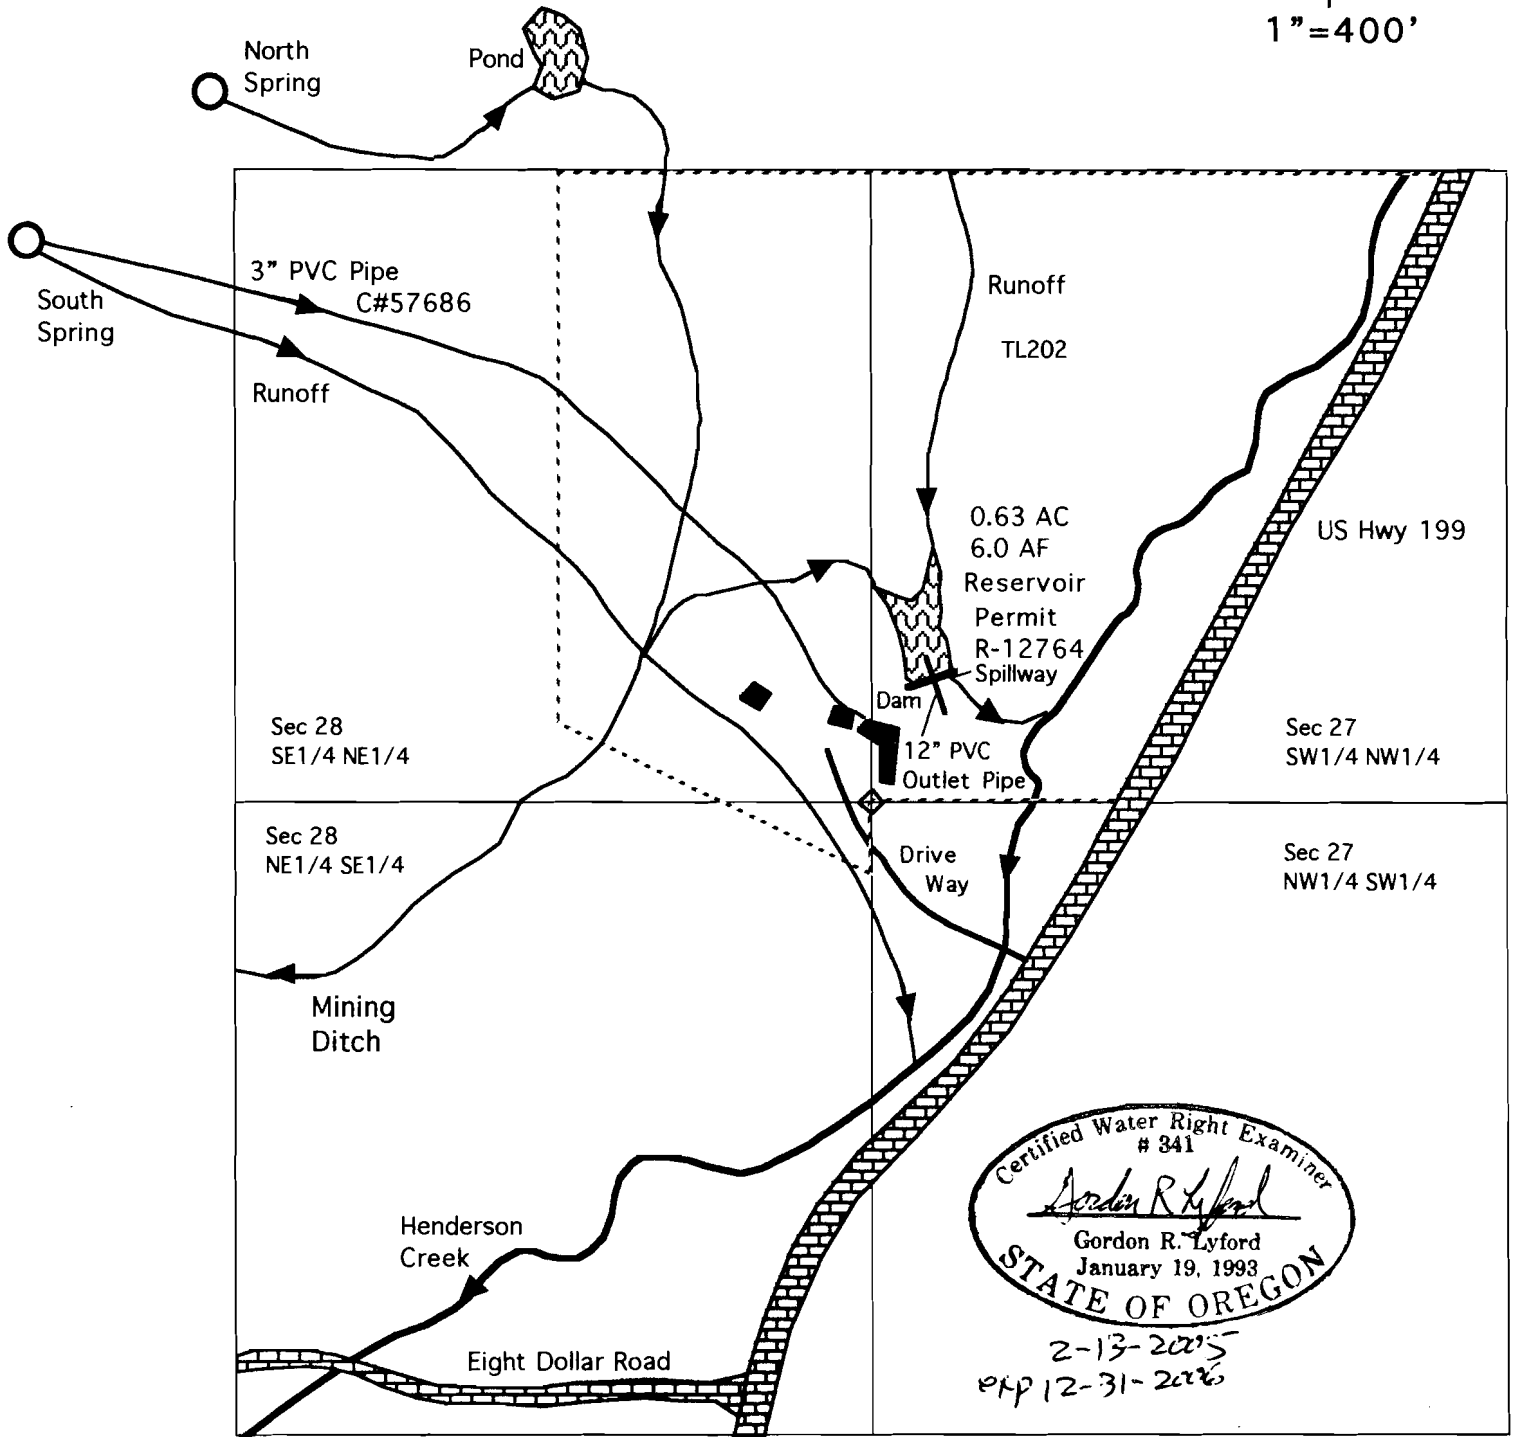 1"=400'
North
Spring
Pond
South
Spring
3" PVC Pipe
C#57686
Runoff
Runoff
TL202
0.63 AC
6.0 AF
Reservoir
Permit
R-12764
Spillway
Dam
12" PVC
Outlet Pipe
US Hwy 199
Sec 28
SE1/4 NE1/4
Sec 27
SW1/4 NW1/4
Sec 28
NE1/4 SE1/4
Drive
Way
Sec 27
NW1/4 SW1/4
Mining
Ditch
Henderson
Creek
Eight Dollar Road
Certified Water Right Examiner
# 341
Gordon R Lyford
Gordon R. Lyford
January 19, 1993
STATE OF OREGON
2-13-2005
exp 12-31-2006